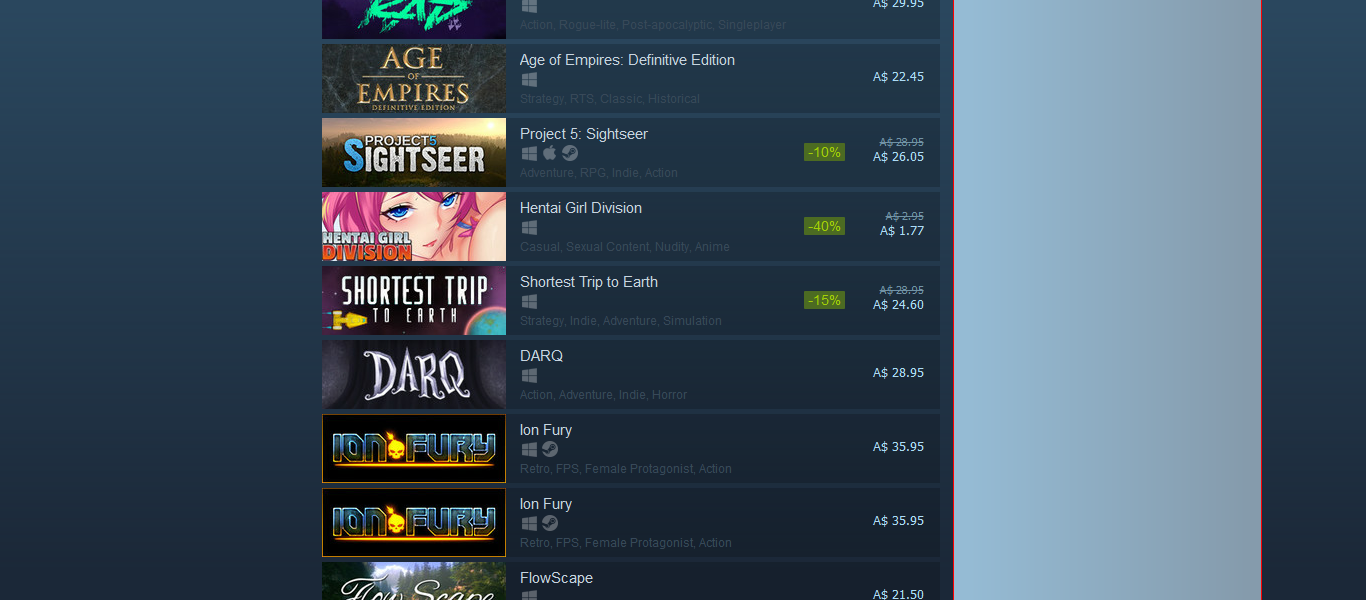 RAD
A$ 29.95
Action, Rogue-lite, Post-apocalyptic, Singleplayer
AGE
OF
EMPIRES
DEFINITIVE EDITION
Age of Empires: Definitive Edition
A$ 22.45
Strategy, RTS, Classic, Historical
PROJECT 5
SIGHTSEER
Project 5: Sightseer
-10%
A$ 28.95
A$ 26.05
Adventure, RPG, Indie, Action
HENTAI GIRL
DIVISION
Hentai Girl Division
-40%
A$ 2.95
A$ 1.77
Casual, Sexual Content, Nudity, Anime
SHORTEST TRIP
TO EARTH
Shortest Trip to Earth
-15%
A$ 28.95
A$ 24.60
Strategy, Indie, Adventure, Simulation
DARQ
DARQ
A$ 28.95
Action, Adventure, Indie, Horror
ION FURY
Ion Fury
A$ 35.95
Retro, FPS, Female Protagonist, Action
ION FURY
Ion Fury
A$ 35.95
Retro, FPS, Female Protagonist, Action
Flow Scape
FlowScape
A$ 21.50